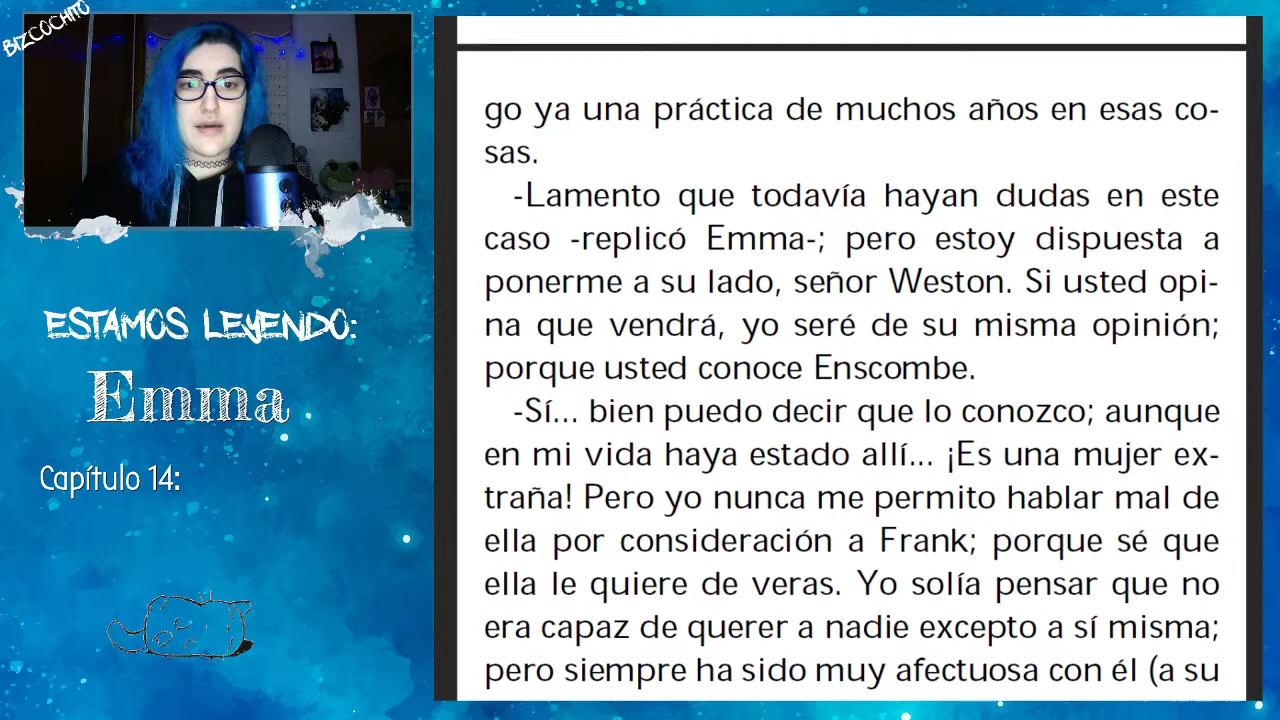 BIZCOCHITO
ESTAMOS LEYENDO:
Emma
Capítulo 14:
go ya una práctica de muchos años en esas co-
sas.
-Lamento que todavía hayan dudas en este
caso -replicó Emma-; pero estoy dispuesta a
ponerme a su lado, señor Weston. Si usted opi-
na que vendrá, yo seré de su misma opinión;
porque usted conoce Enscombe.
-Sí... bien puedo decir que lo conozco; aunque
en mi vida haya estado allí... ¡Es una mujer ex-
traña! Pero yo nunca me permito hablar mal de
ella por consideración a Frank; porque sé que
ella le quiere de veras. Yo solía pensar que no
era capaz de querer a nadie excepto a sí misma;
pero siempre ha sido muy afectuosa con él (a su